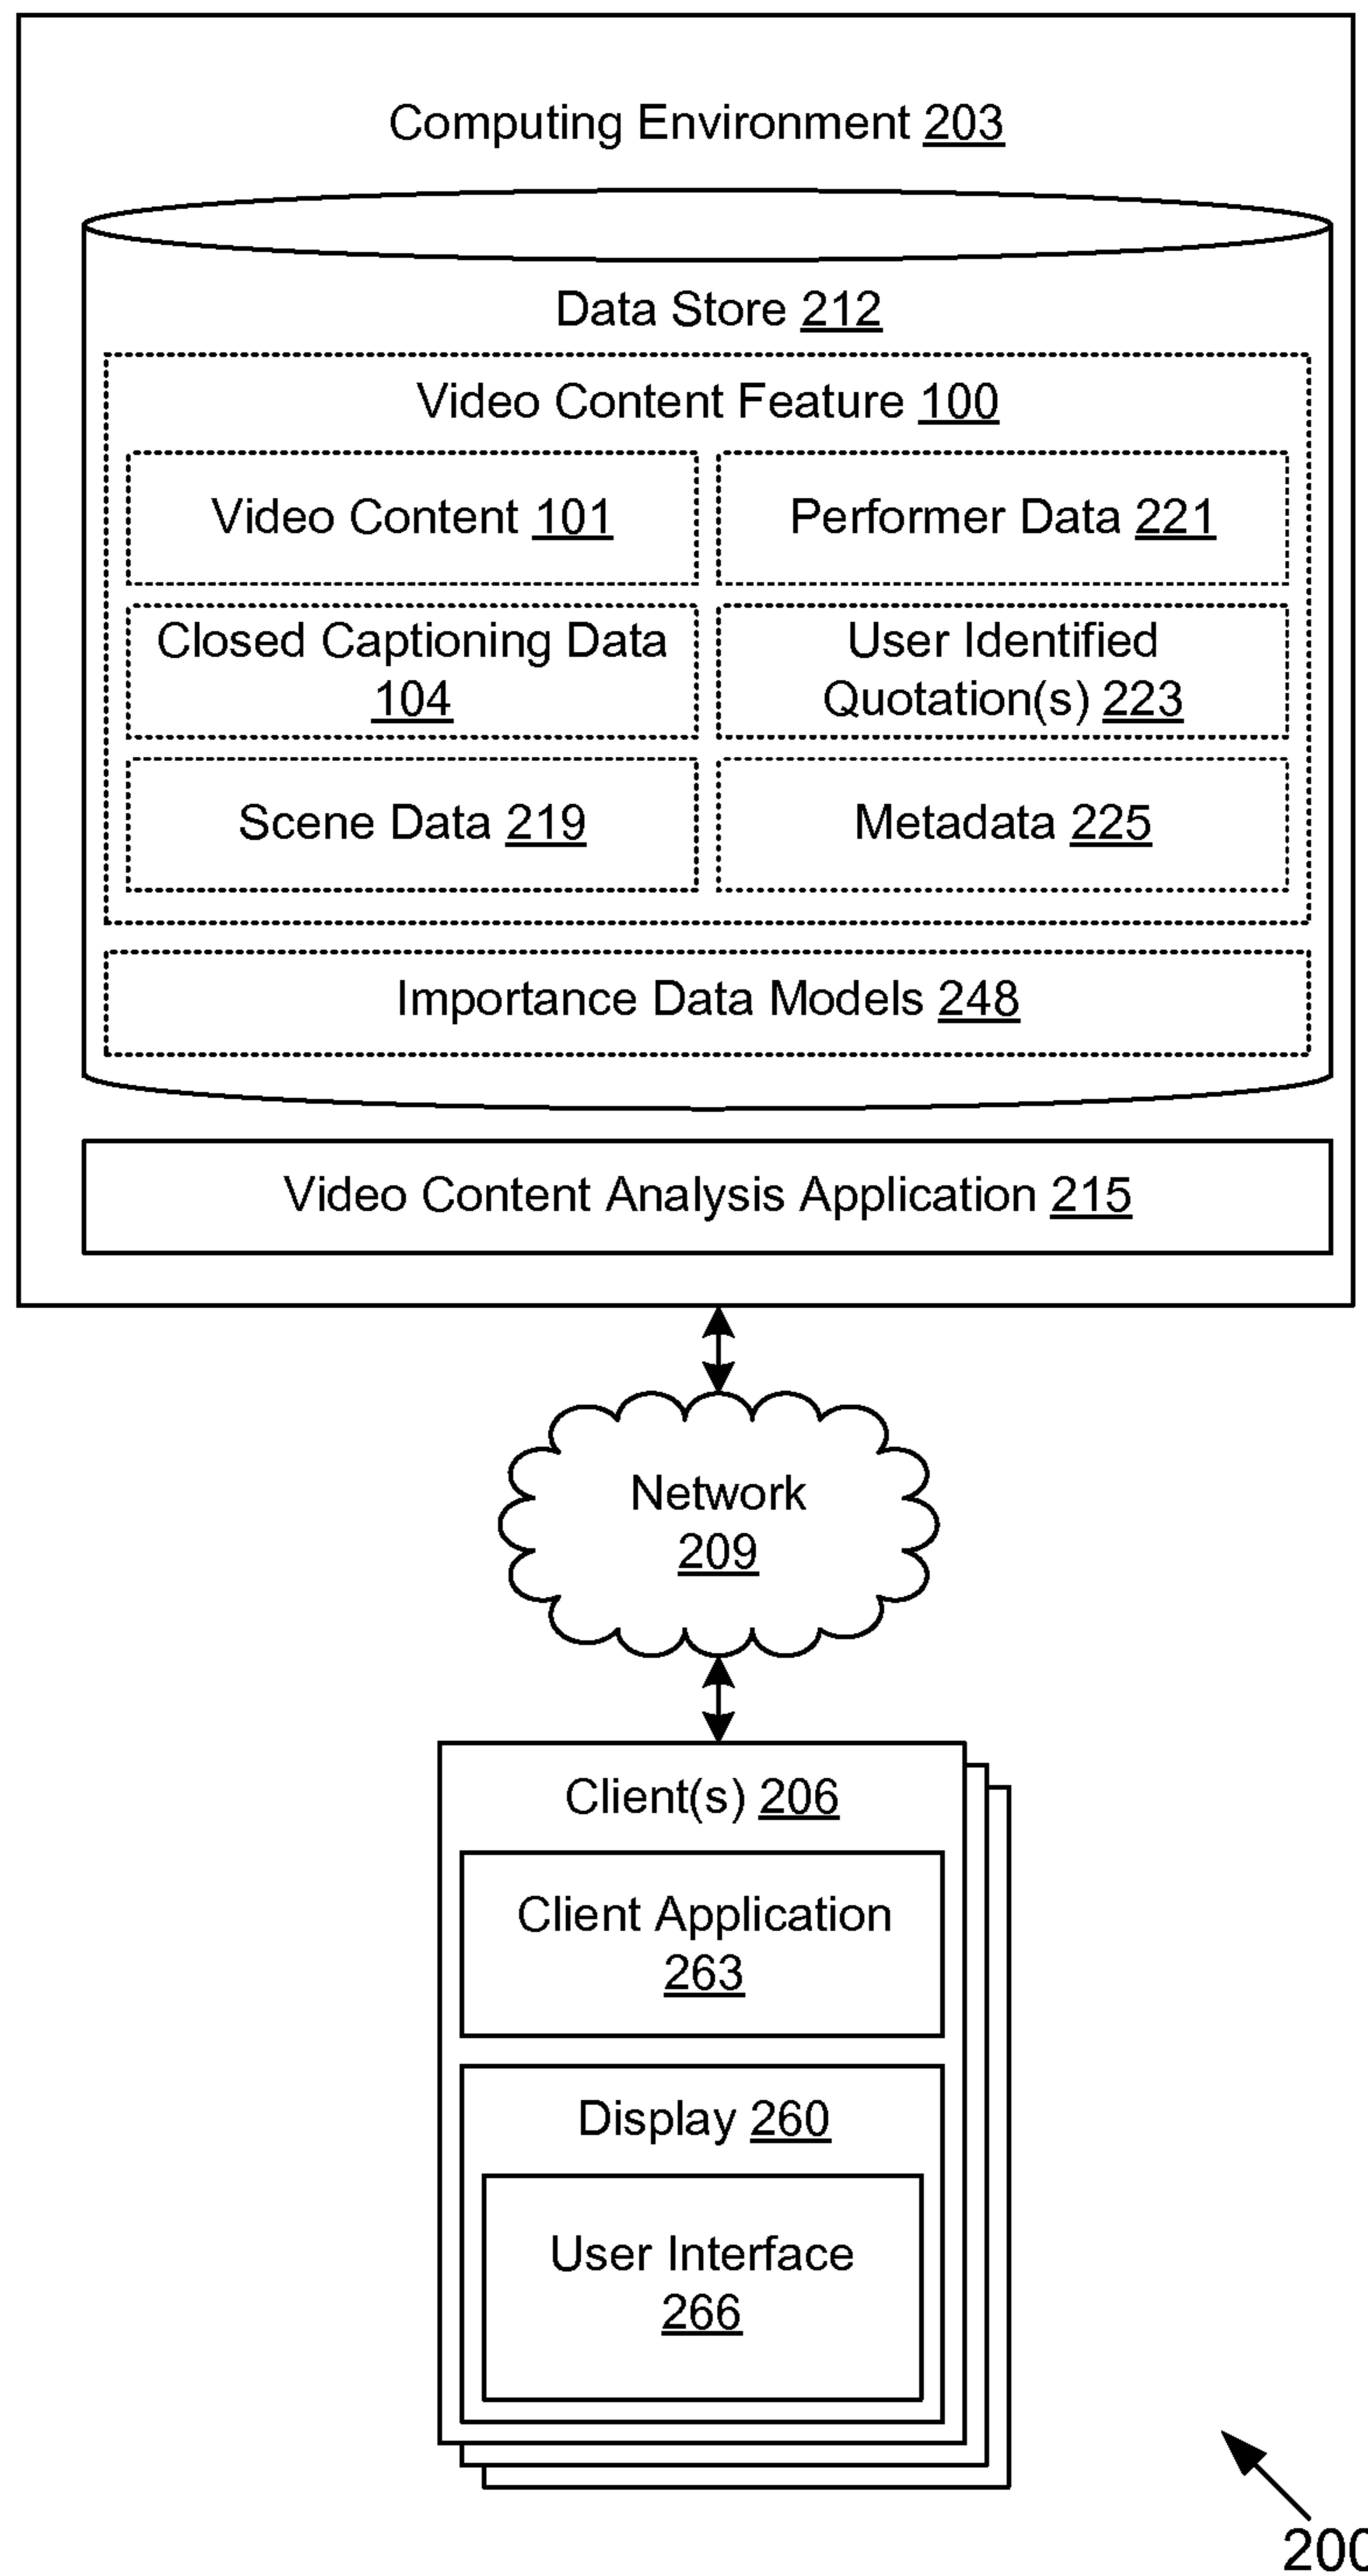 Computing Environment 203
Data Store 212
Video Content Feature 100
Video Content 101
Performer Data 221
Closed Captioning Data
104
User Identified
Quotation(s) 223
Scene Data 219
Metadata 225
Importance Data Models 248
Video Content Analysis Application 215
Network
209
Client(s) 206
Client Application
263
Display 260
User Interface
266
200